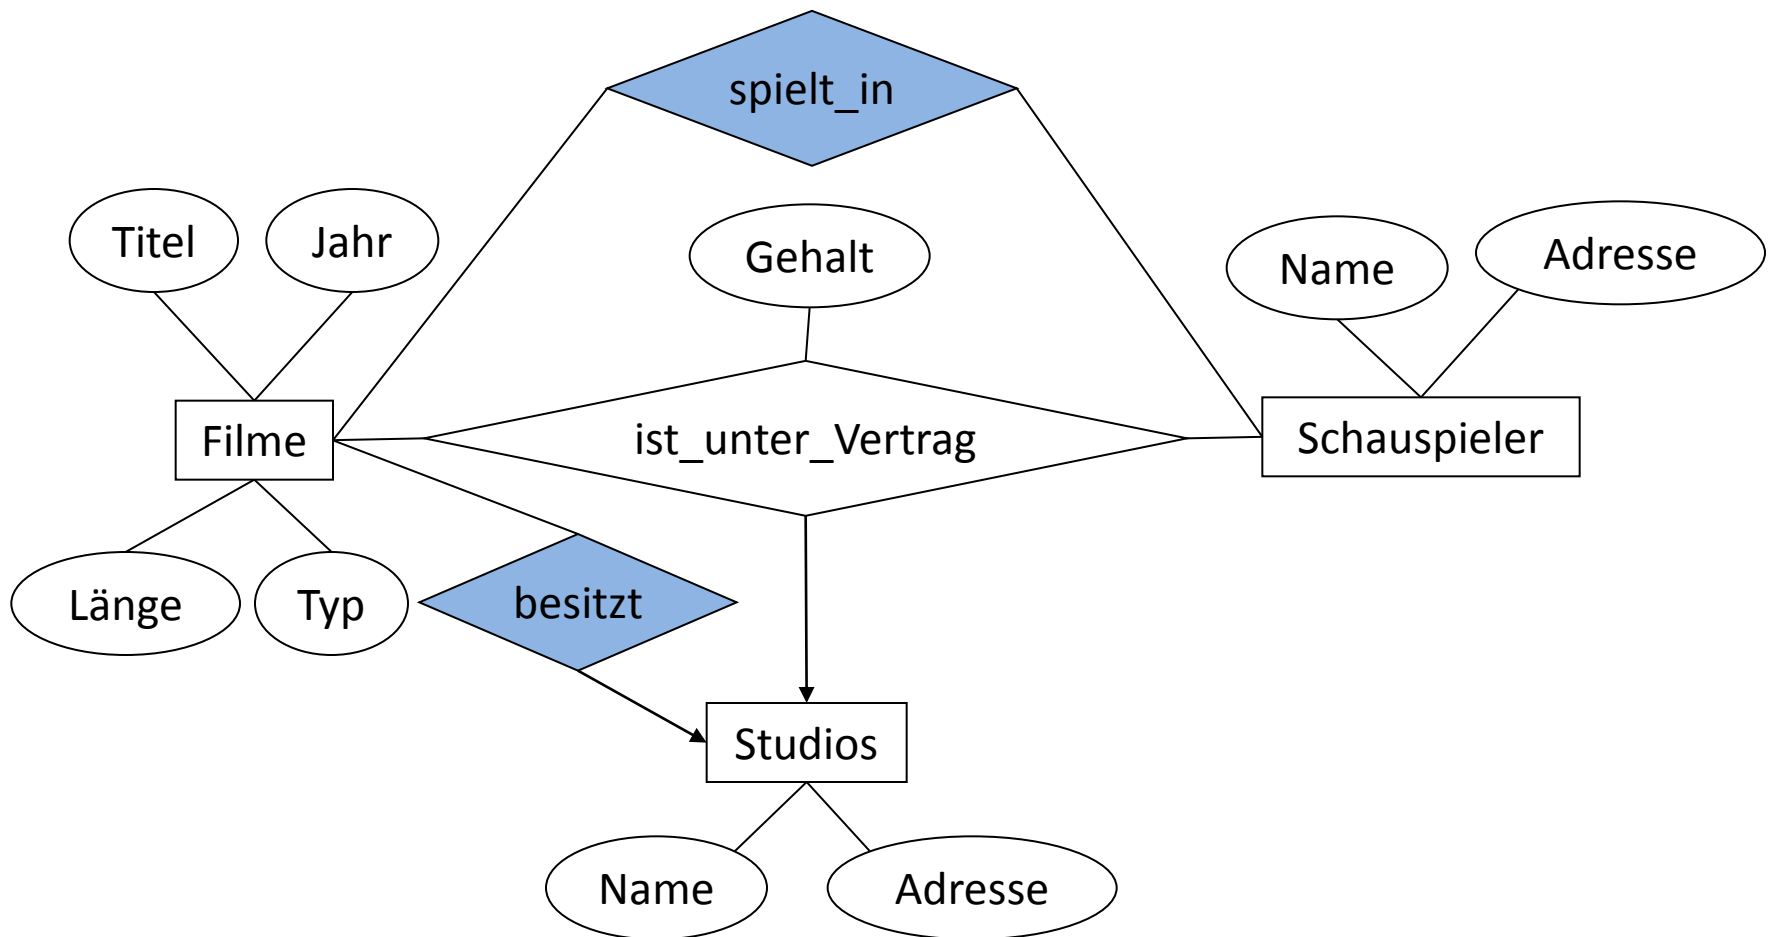 spielt_in
Titel
Jahr
Gehalt
Name
Adresse
Filme
ist_unter_Vertrag
Schauspieler
Länge
Typ
besitzt
Studios
Name
Adresse